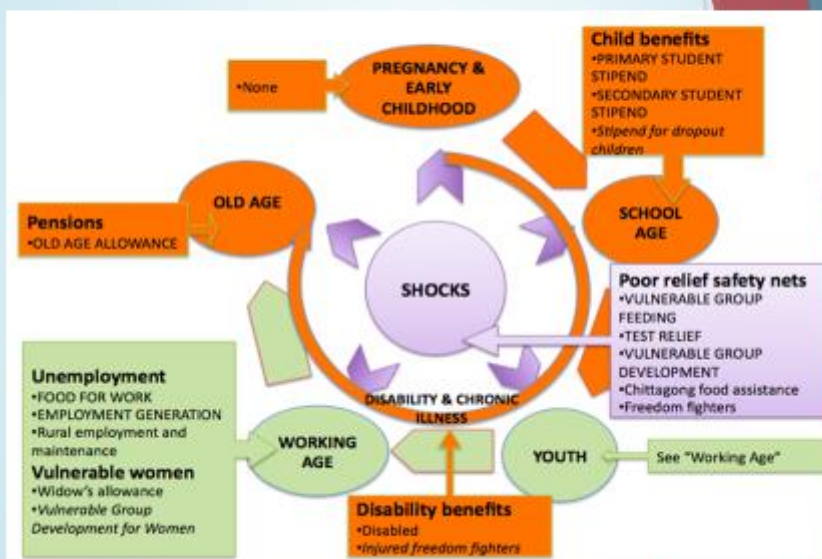 •None
PREGNANCY &
EARLY
CHILDHOOD
Child benefits
•PRIMARY STUDENT
STIPEND
•SECONDARY STUDENT
STIPEND
•Stipend for dropout
children
OLD AGE
Pensions
•OLD AGE ALLOWANCE
SCHOOL
AGE
SHOCKS
Poor relief safety nets
•VULNERABLE GROUP
FEEDING
•TEST RELIEF
•VULNERABLE GROUP
DEVELOPMENT
•Chittagong food assistance
•Freedom fighters
Unemployment
•FOOD FOR WORK
•EMPLOYMENT GENERATION
•Rural employment and
maintenance
Vulnerable women
•Widow's allowance
•Vulnerable Group
Development for Women
DISABILITY & CHRONIC
ILLNESS
WORKING
AGE
YOUTH
See "Working Age"
Disability benefits
•Disabled
•Injured freedom fighters